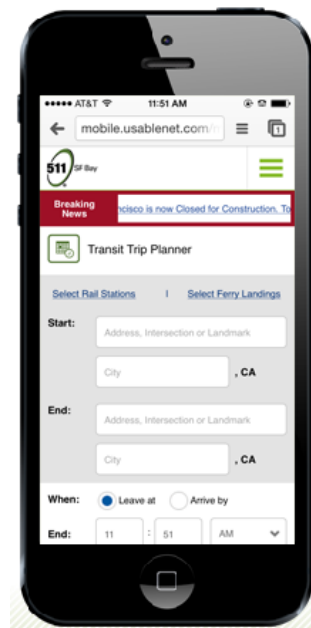 AT&T 11:51 AM
mobile.usablenet.com/
1
511 SF Bay
Breaking News
ncisco is now Closed for Construction. To
Transit Trip Planner
Select Rail Stations | Select Ferry Landings
Start:
Address, Intersection or Landmark
City , CA
End:
Address, Intersection or Landmark
City , CA
When: Leave at Arrive by
End: 11 : 51 AM